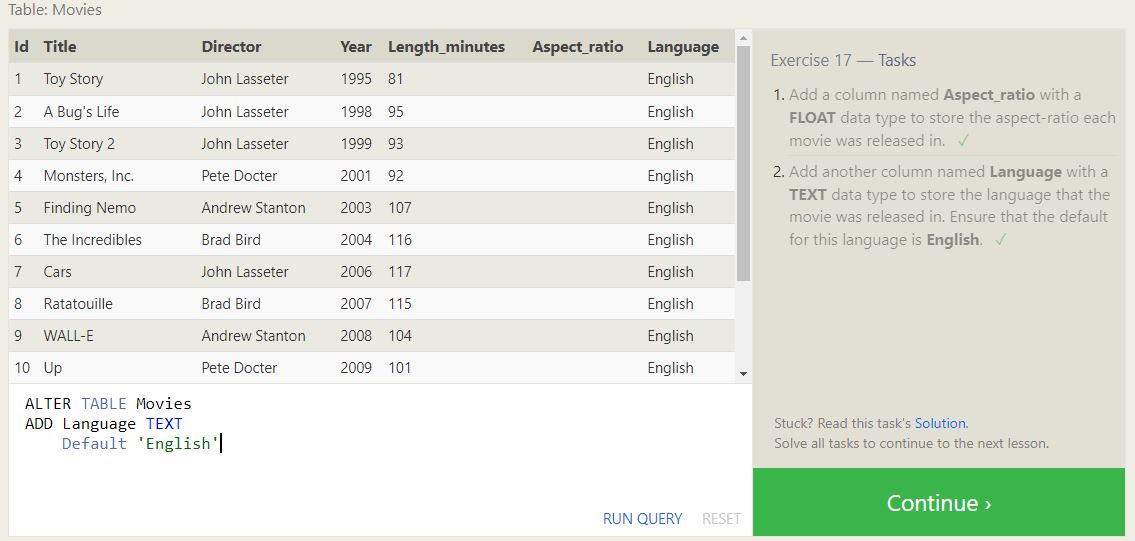 Table: Movies
Id Title Director Year Length_minutes Aspect_ratio Language
1 Toy Story John Lasseter 1995 81 English
2 A Bug's Life John Lasseter 1998 95 English
3 Toy Story 2 John Lasseter 1999 93 English
4 Monsters, Inc. Pete Docter 2001 92 English
5 Finding Nemo Andrew Stanton 2003 107 English
6 The Incredibles Brad Bird 2004 116 English
7 Cars John Lasseter 2006 117 English
8 Ratatouille Brad Bird 2007 115 English
9 WALL-E Andrew Stanton 2008 104 English
10 Up Pete Docter 2009 101 English
ALTER TABLE Movies
ADD Language TEXT
Default 'English'
RUN QUERY RESET
Exercise 17 — Tasks
1. Add a column named Aspect_ratio with a
FLOAT data type to store the aspect-ratio each
movie was released in. ✓
2. Add another column named Language with a
TEXT data type to store the language that the
movie was released in. Ensure that the default
for this language is English. ✓
Stuck? Read this task's Solution.
Solve all tasks to continue to the next lesson.
Continue ›